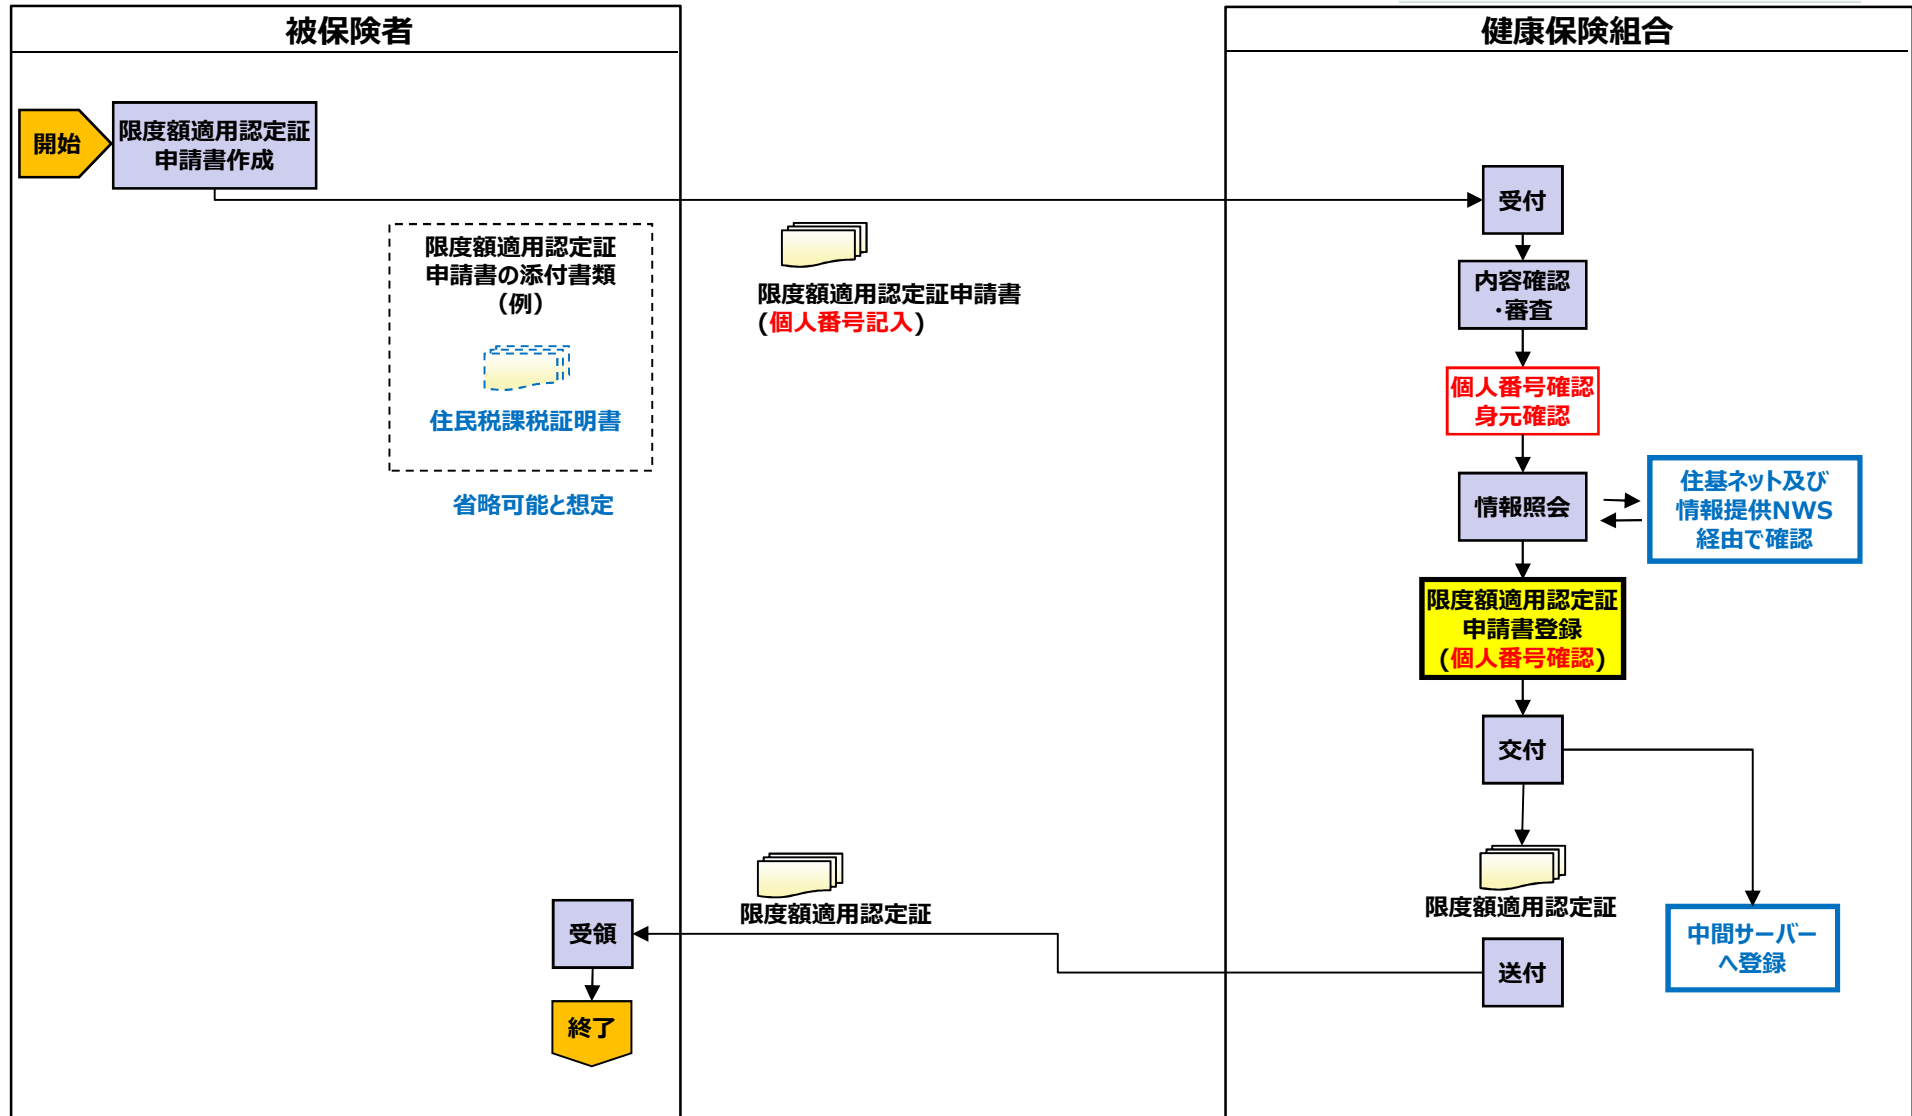 被保険者
健康保険組合
開始
限度額適用認定証
申請書作成
受付
限度額適用認定証
申請書の添付書類
(例)
住民税課税証明書
省略可能と想定
限度額適用認定証申請書
(個人番号記入)
内容確認
・審査
個人番号確認
身元確認
情報照会
住基ネット及び
情報提供NWS
経由で確認
限度額適用認定証
申請書登録
(個人番号確認)
交付
限度額適用認定証
中間サーバー
へ登録
送付
限度額適用認定証
受領
終了